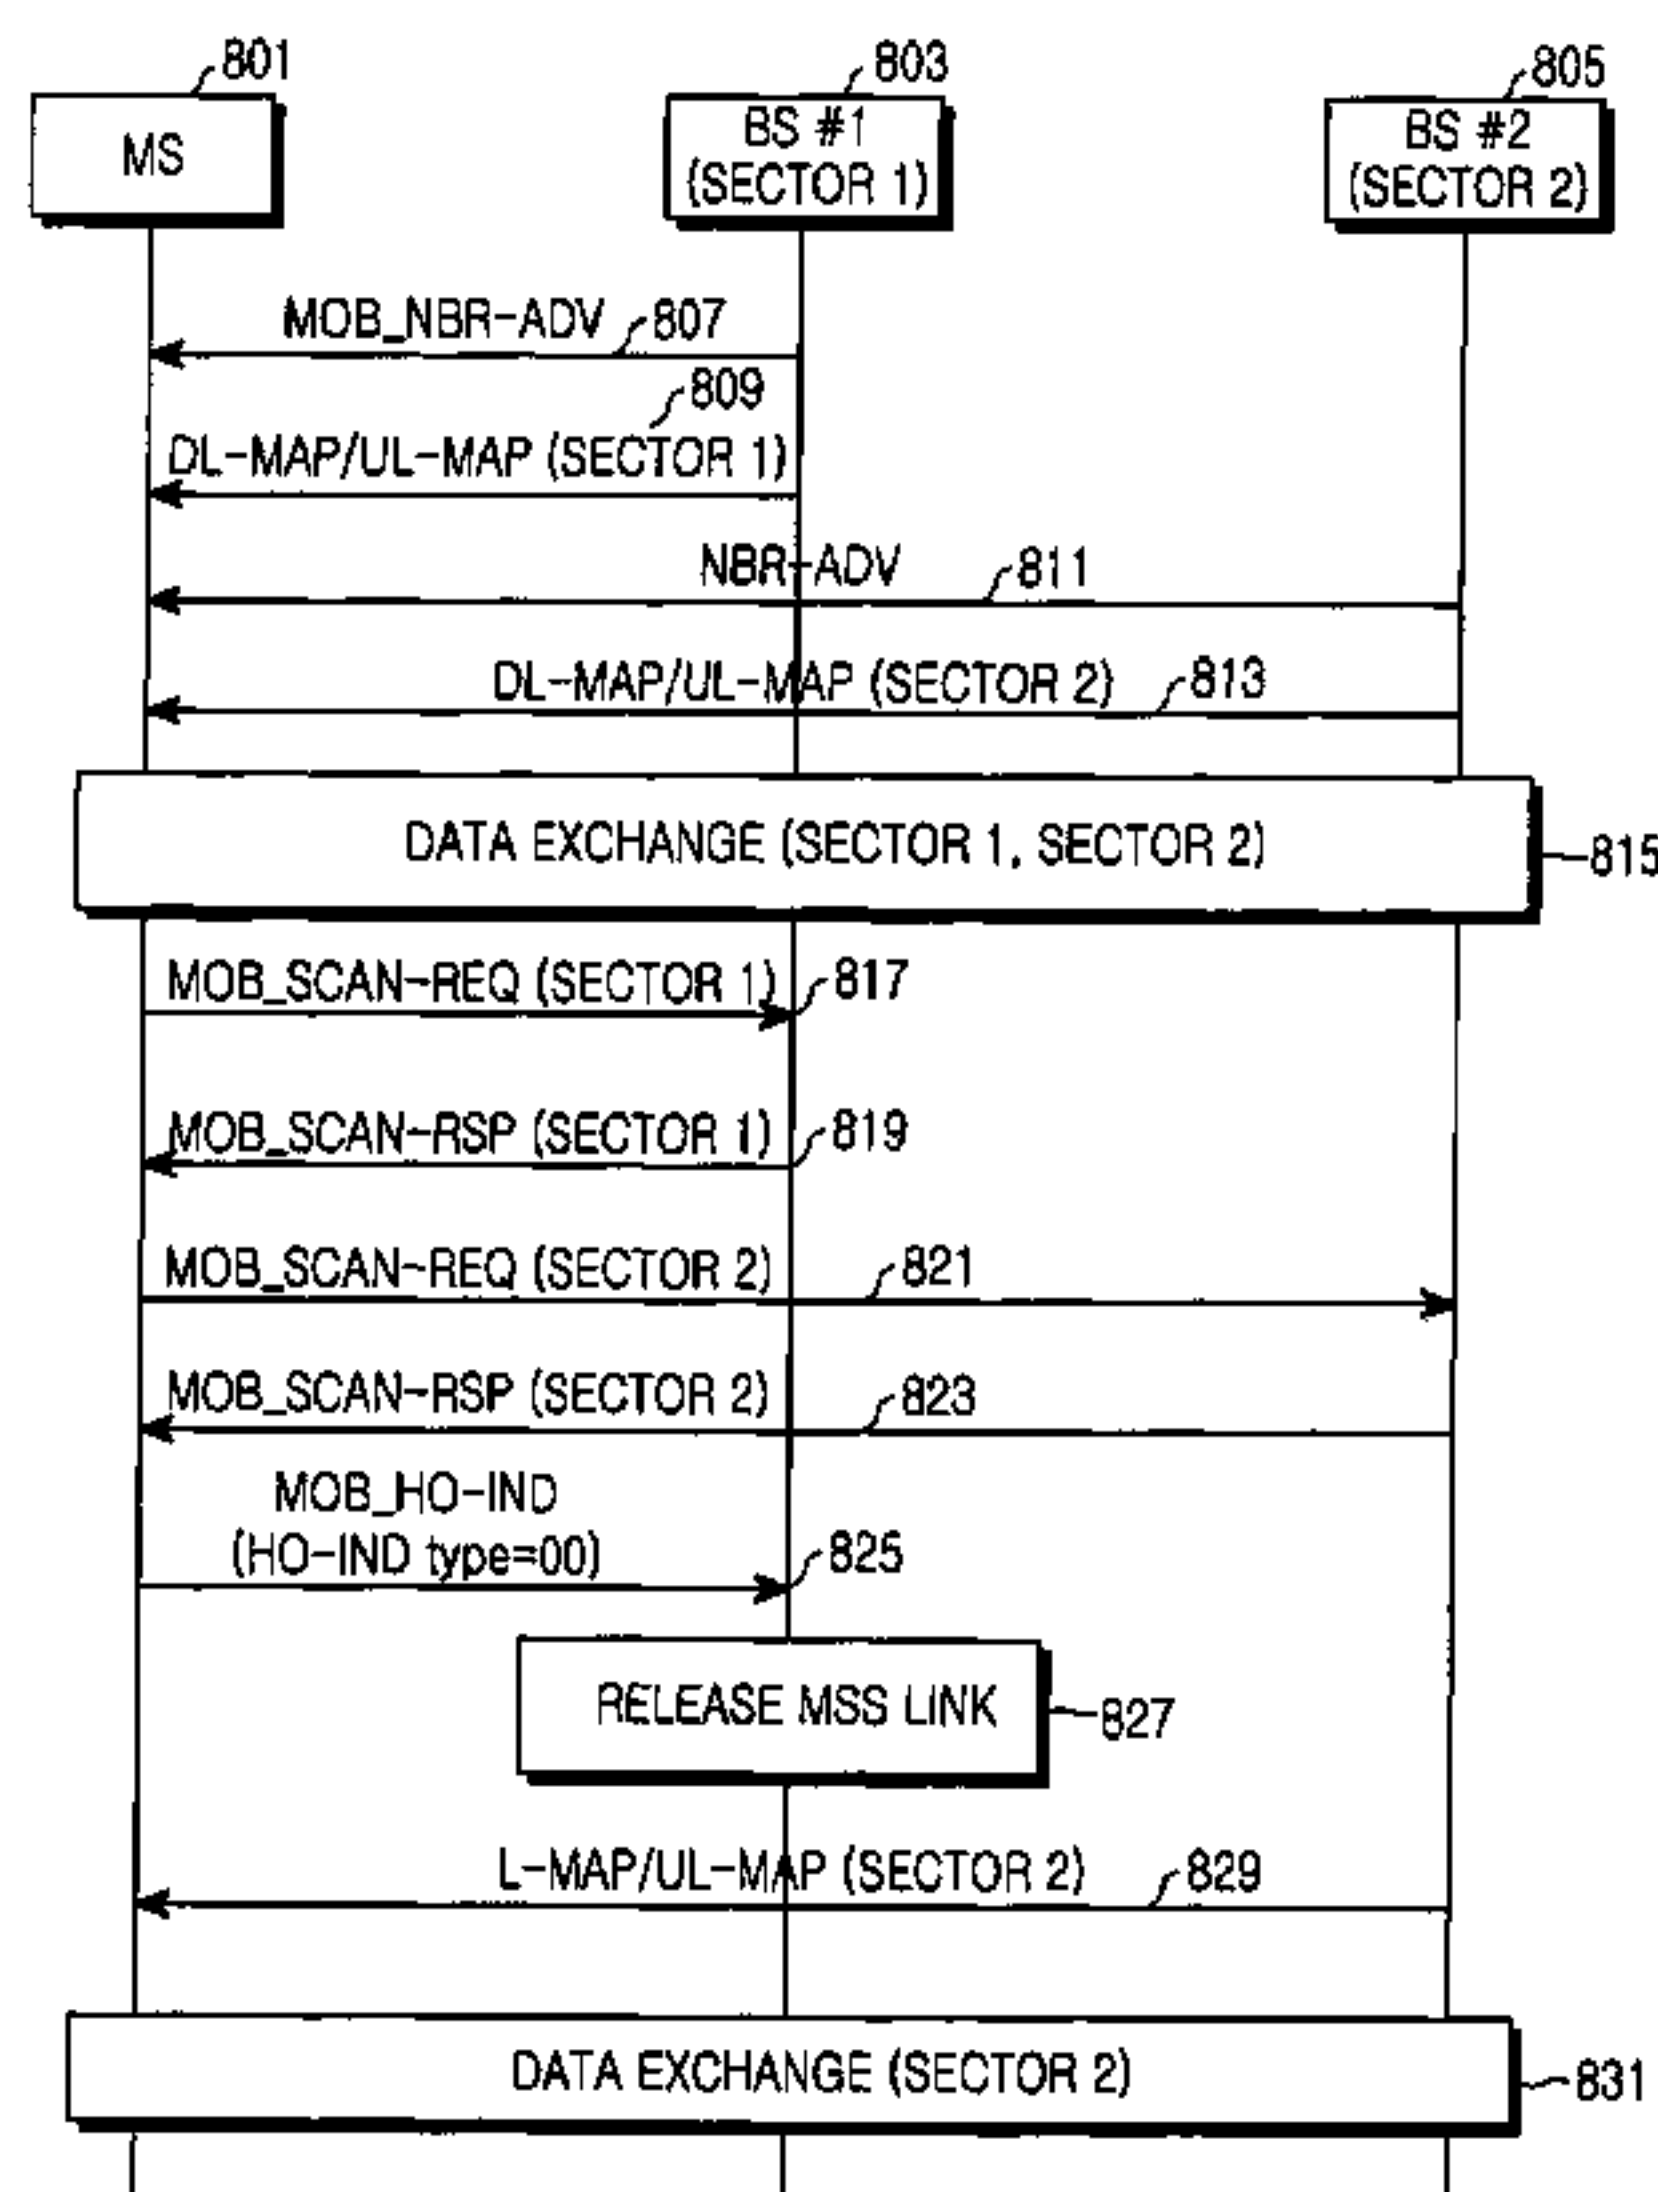 801
803
805
MS
BS #1
(SECTOR 1)
BS #2
(SECTOR 2)
MOB_NBR-ADV
807
809
DL-MAP/UL-MAP (SECTOR 1)
NBR-ADV
811
DL-MAP/UL-MAP (SECTOR 2)
813
DATA EXCHANGE (SECTOR 1, SECTOR 2)
815
MOB_SCAN-REQ (SECTOR 1)
817
MOB_SCAN-RSP (SECTOR 1)
819
MOB_SCAN-REQ (SECTOR 2)
821
MOB_SCAN-RSP (SECTOR 2)
823
MOB_HO-IND
(HO-IND type=00)
825
RELEASE MSS LINK
827
L-MAP/UL-MAP (SECTOR 2)
829
DATA EXCHANGE (SECTOR 2)
831